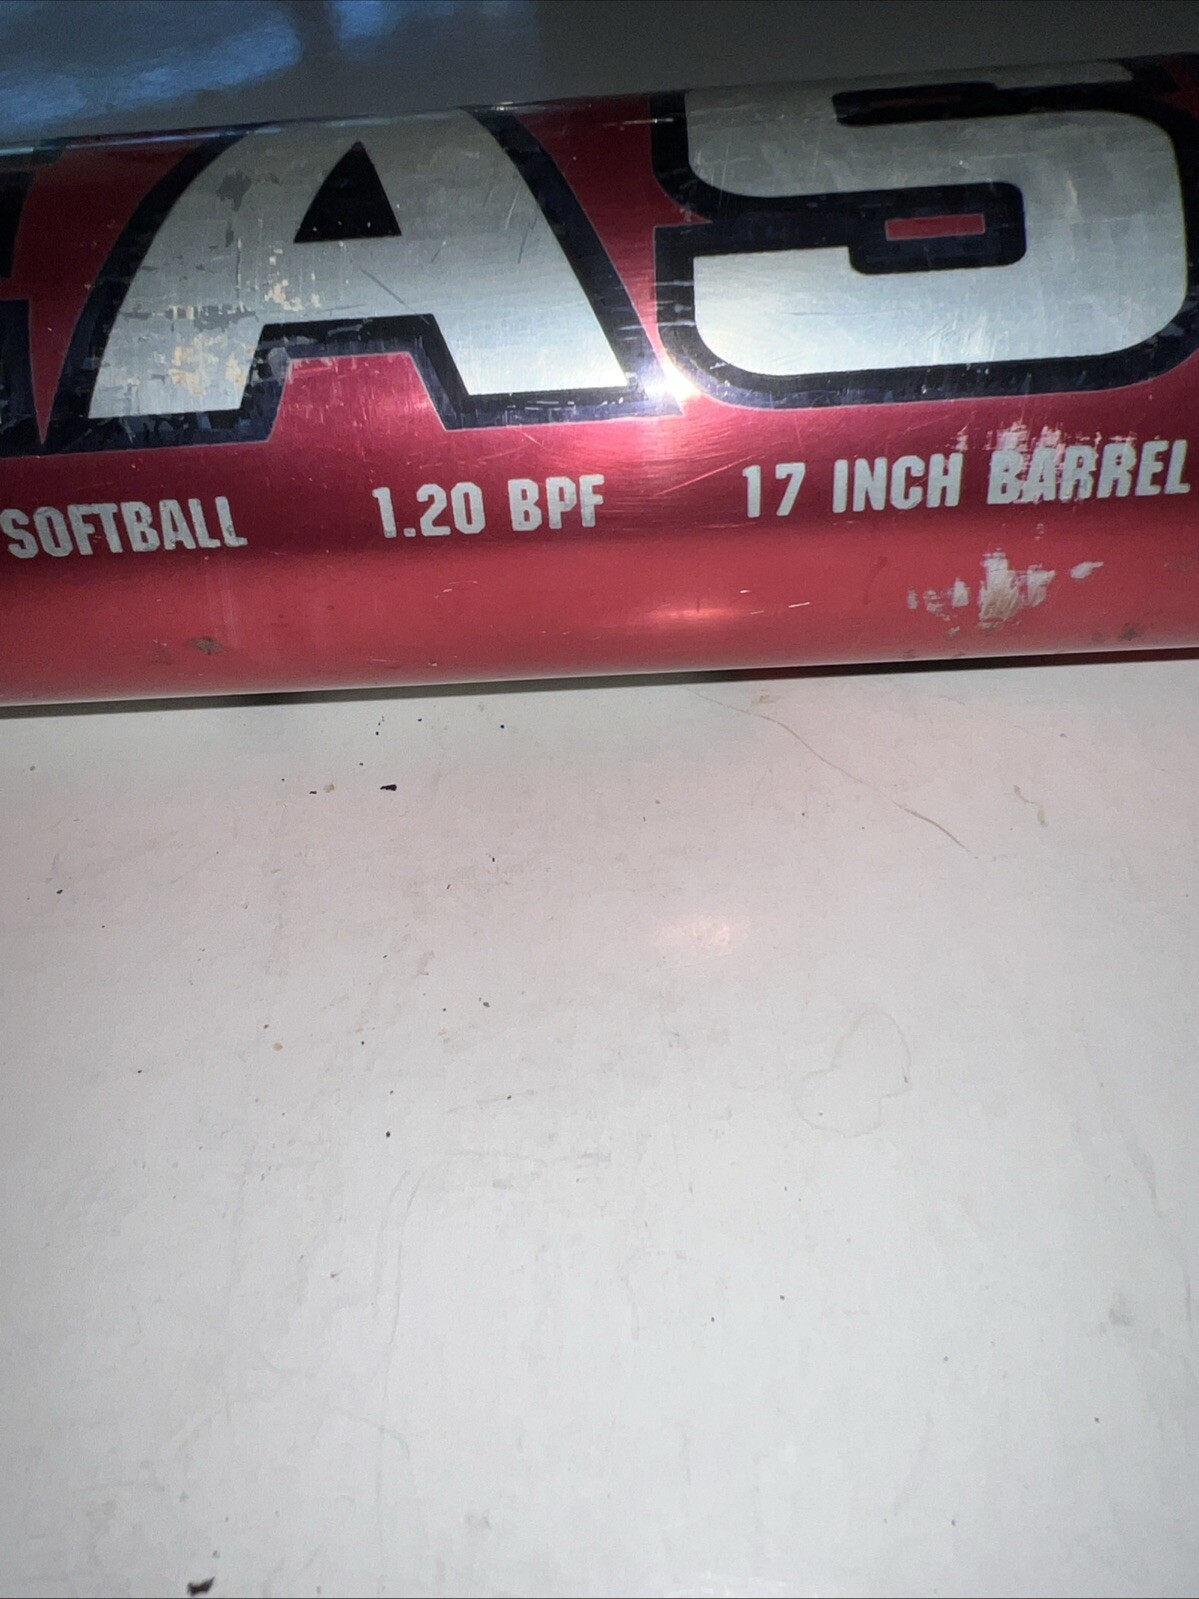 AS
SOFTBALL 1.20 BPF 17 INCH BARREL